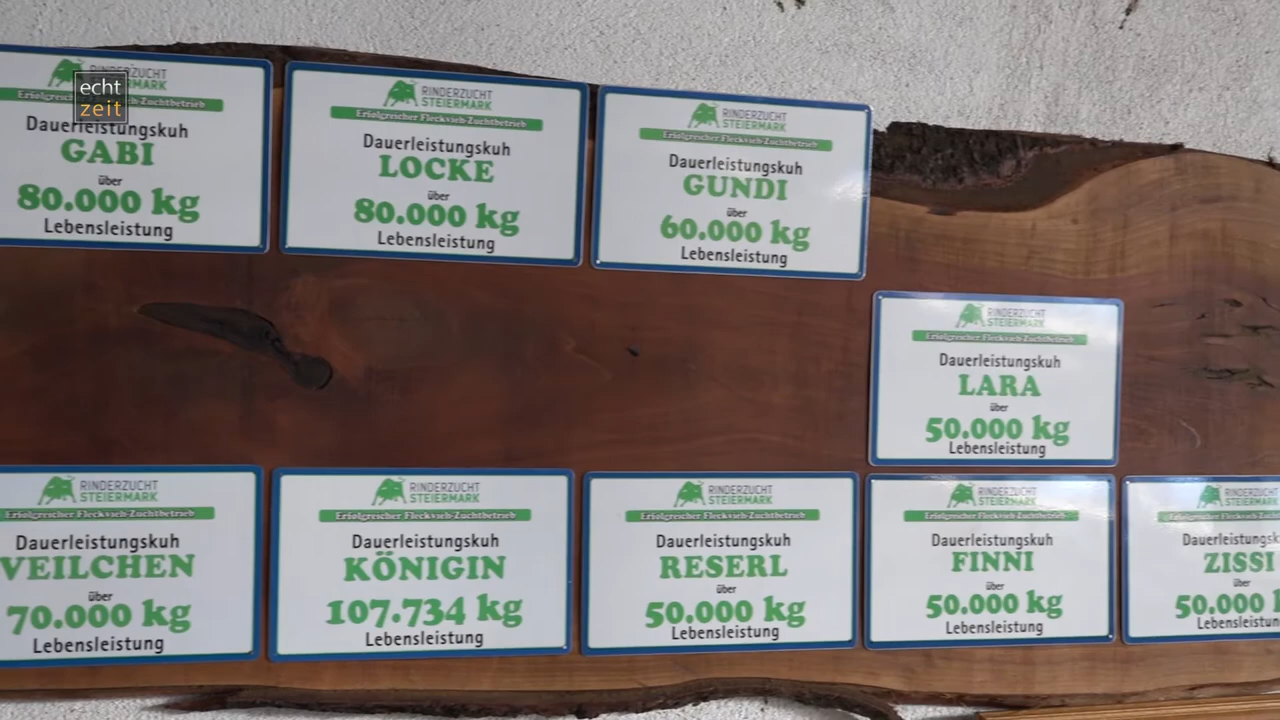 echt
zeit
RINDERZUCHT
Dauerleistungskuh
GABI
über
80.000 kg
Lebensleistung
RINDERZUCHT
STEIERMARK
Erfolgreicher Fleckvieh-Zuchtbetrieb
Dauerleistungskuh
LOCKE
über
80.000 kg
Lebensleistung
RINDERZUCHT
STEIERMARK
Erfolgreicher Fleckvieh-Zuchtbetrieb
Dauerleistungskuh
GUNDI
über
60.000 kg
Lebensleistung
RINDERZUCHT
STEIERMARK
Erfolgreicher Fleckvieh-Zuchtbetrieb
Dauerleistungskuh
LARA
über
50.000 kg
Lebensleistung
RINDERZUCHT
STEIERMARK
Erfolgreicher Fleckvieh-Zuchtbetrieb
Dauerleistungskuh
VEILCHEN
über
70.000 kg
Lebensleistung
RINDERZUCHT
STEIERMARK
Erfolgreicher Fleckvieh-Zuchtbetrieb
Dauerleistungskuh
KÖNIGIN
107.734 kg
Lebensleistung
RINDERZUCHT
STEIERMARK
Erfolgreicher Fleckvieh-Zuchtbetrieb
Dauerleistungskuh
RESERL
über
50.000 kg
Lebensleistung
RINDERZUCHT
STEIERMARK
Erfolgreicher Fleckvieh-Zuchtbetrieb
Dauerleistungskuh
FINNI
über
50.000 kg
Lebensleistung
ZISSI
über
50.000